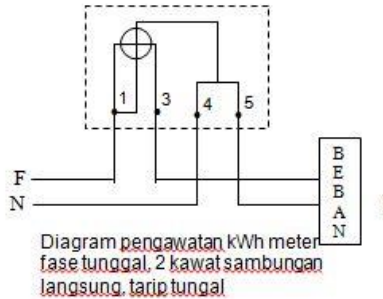 1 3 4 5
F
N
B
E
B
A
N
Diagram pengawatan kWh meter
fase tunggal, 2 kawat sambungan
langsung, tarip tungal